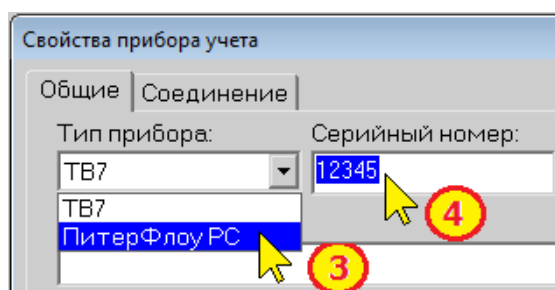 Свойства прибора учета
Общие Соединение
Тип прибора: Серийный номер:
ТВ7 12345
ТВ7
ПитерФлоу РС
4
3